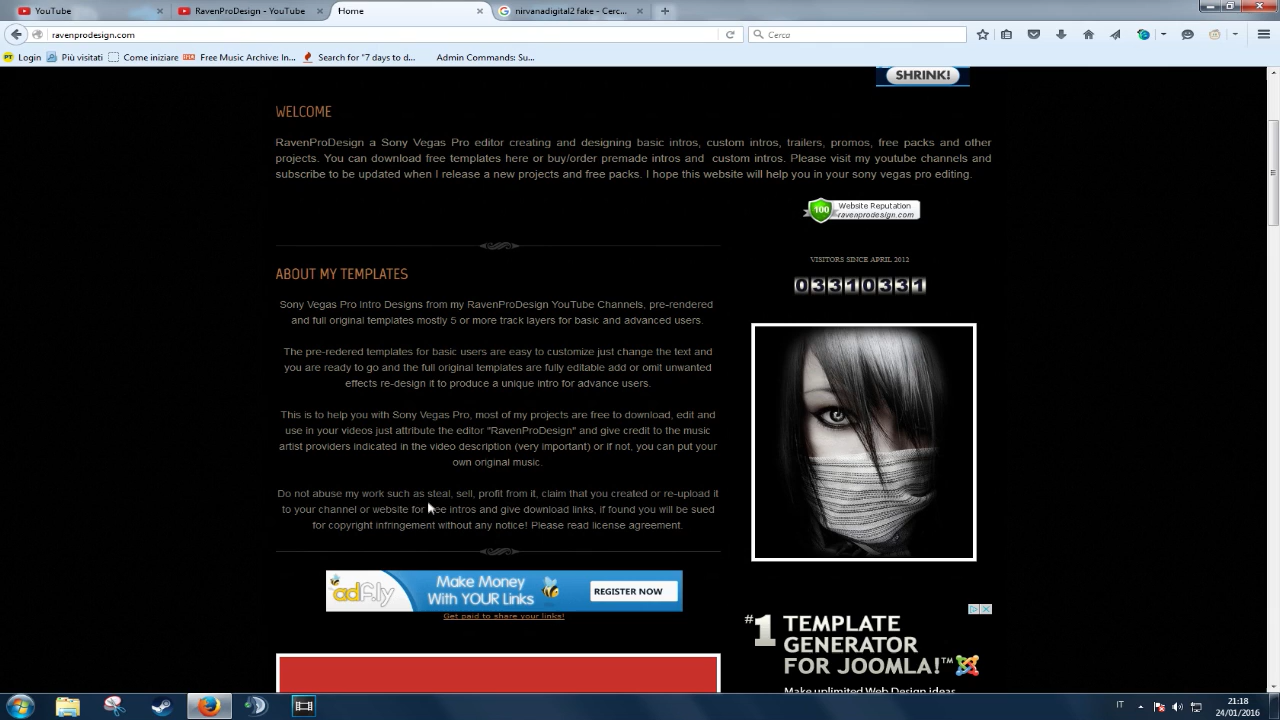 YouTube
RavenProDesign - YouTube
Home
nirvanadigital2 fake - Cerc...
YouTube
ravenprodesign.com
Cerca
Login
Più visitati
Come iniziare
Free Music Archive: In...
Search for "7 days to d...
Admin Commands: Su...
SHRINK!
WELCOME
RavenProDesign a Sony Vegas Pro editor creating and designing basic intros, custom intros, trailers, promos, free packs and other
projects. You can download free templates here or buy/order premade intros and custom intros. Please visit my youtube channels and
subscribe to be updated when I release a new projects and free packs. I hope this website will help you in your sony vegas pro editing.
100
Website Reputation
ravenprodesign.com
VISITORS SINCE APRIL 2012
03310331
ABOUT MY TEMPLATES
Sony Vegas Pro Intro Designs from my RavenProDesign YouTube Channels, pre-rendered
and full original templates mostly 5 or more track layers for basic and advanced users.
The pre-redered templates for basic users are easy to customize just change the text and
you are ready to go and the full original templates are fully editable add or omit unwanted
effects re-design it to produce a unique intro for advance users.
This is to help you with Sony Vegas Pro, most of my projects are free to download, edit and
use in your videos just attribute the editor "RavenProDesign" and give credit to the music
artist providers indicated in the video description (very important) or if not, you can put your
own original music.
Do not abuse my work such as steal, sell, profit from it, claim that you created or re-upload it
to your channel or website for free intros and give download links, if found you will be sued
for copyright infringement without any notice! Please read license agreement.
adf.ly
Make Money
With YOUR Links
REGISTER NOW
Get paid to share your links!
#1 TEMPLATE
GENERATOR
FOR JOOMLA!™
Make unlimited Web Design ideas
IT
21:18
24/01/2016